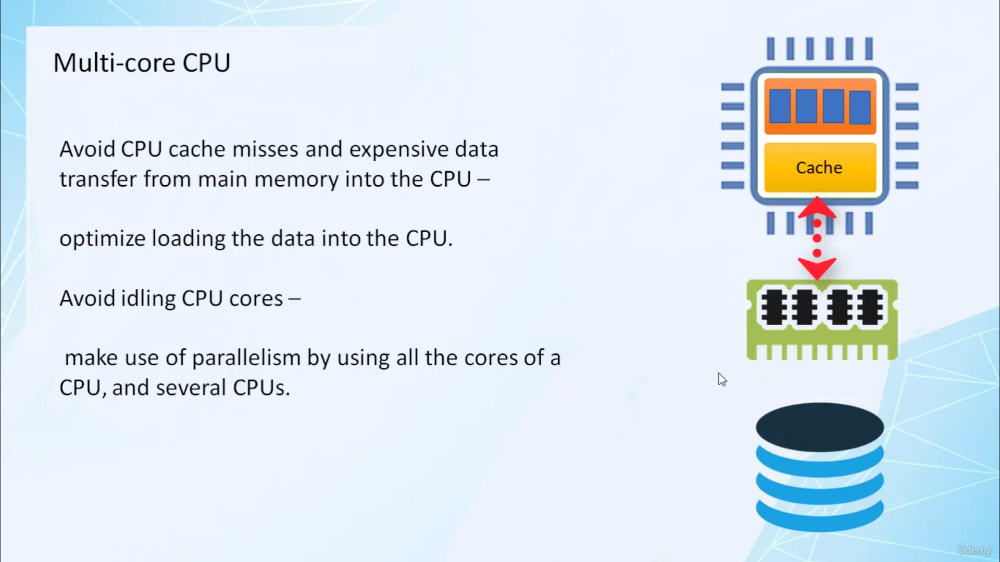 Multi-core CPU
Avoid CPU cache misses and expensive data
transfer from main memory into the CPU –
optimize loading the data into the CPU.
Avoid idling CPU cores –
make use of parallelism by using all the cores of a
CPU, and several CPUs.
Cache
ûdemy